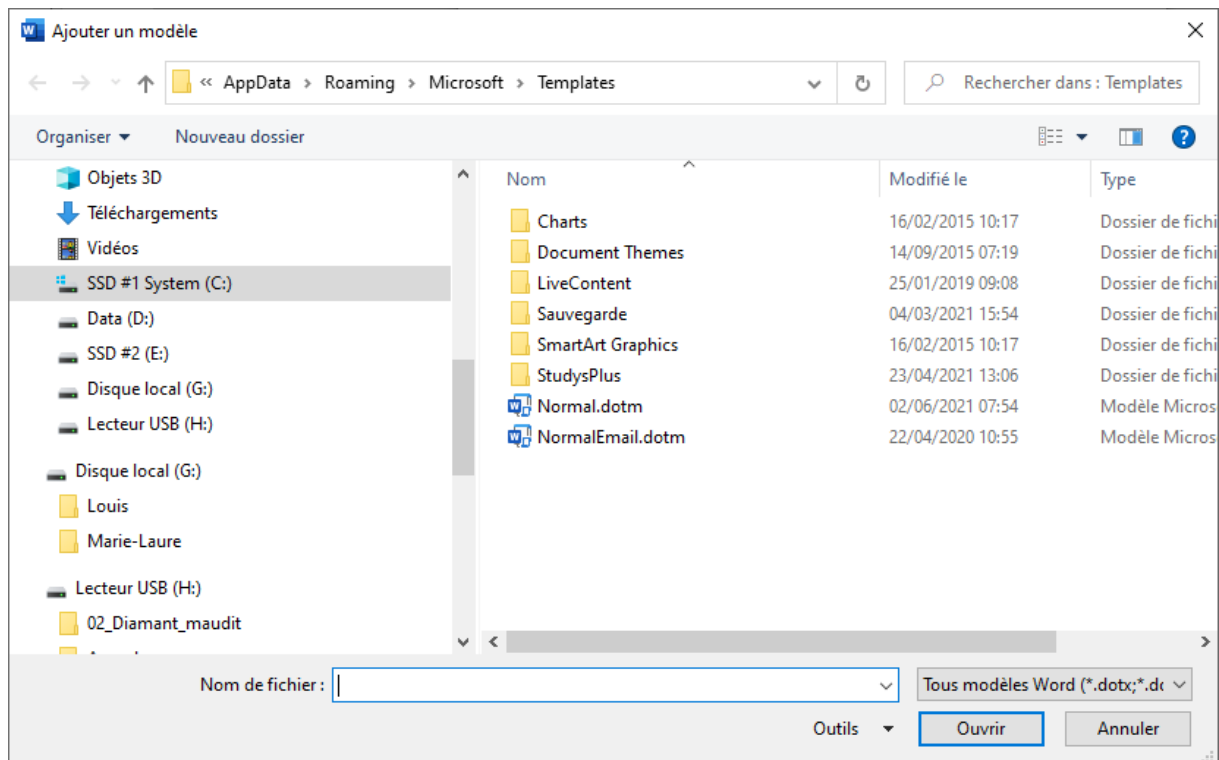 Ajouter un modèle
« AppData > Roaming > Microsoft > Templates
Rechercher dans : Templates
Organiser
Nouveau dossier
?
Objets 3D
Téléchargements
Vidéos
SSD #1 System (C:)
Data (D:)
SSD #2 (E:)
Disque local (G:)
Lecteur USB (H:)
Disque local (G:)
Louis
Marie-Laure
Lecteur USB (H:)
02_Diamant_maudit
Nom Modifié le Type
Charts 16/02/2015 10:17 Dossier de fichi
Document Themes 14/09/2015 07:19 Dossier de fichi
LiveContent 25/01/2019 09:08 Dossier de fichi
Sauvegarde 04/03/2021 15:54 Dossier de fichi
SmartArt Graphics 16/02/2015 10:17 Dossier de fichi
StudysPlus 23/04/2021 13:06 Dossier de fichi
Normal.dotm 02/06/2021 07:54 Modèle Micros
NormalEmail.dotm 22/04/2020 10:55 Modèle Micros
Nom de fichier :
Tous modèles Word (*.dotx;*.dc
Outils
Ouvrir
Annuler